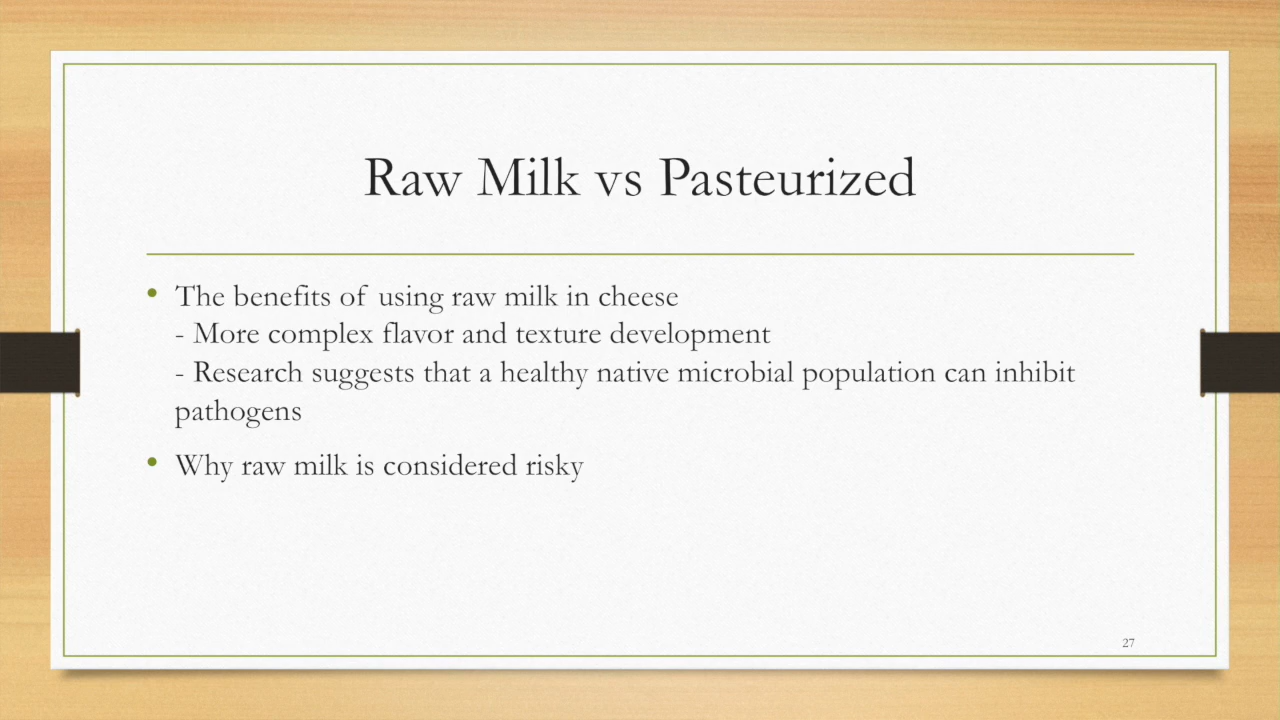 Raw Milk vs Pasteurized
• The benefits of using raw milk in cheese
- More complex flavor and texture development
- Research suggests that a healthy native microbial population can inhibit
pathogens
• Why raw milk is considered risky
27